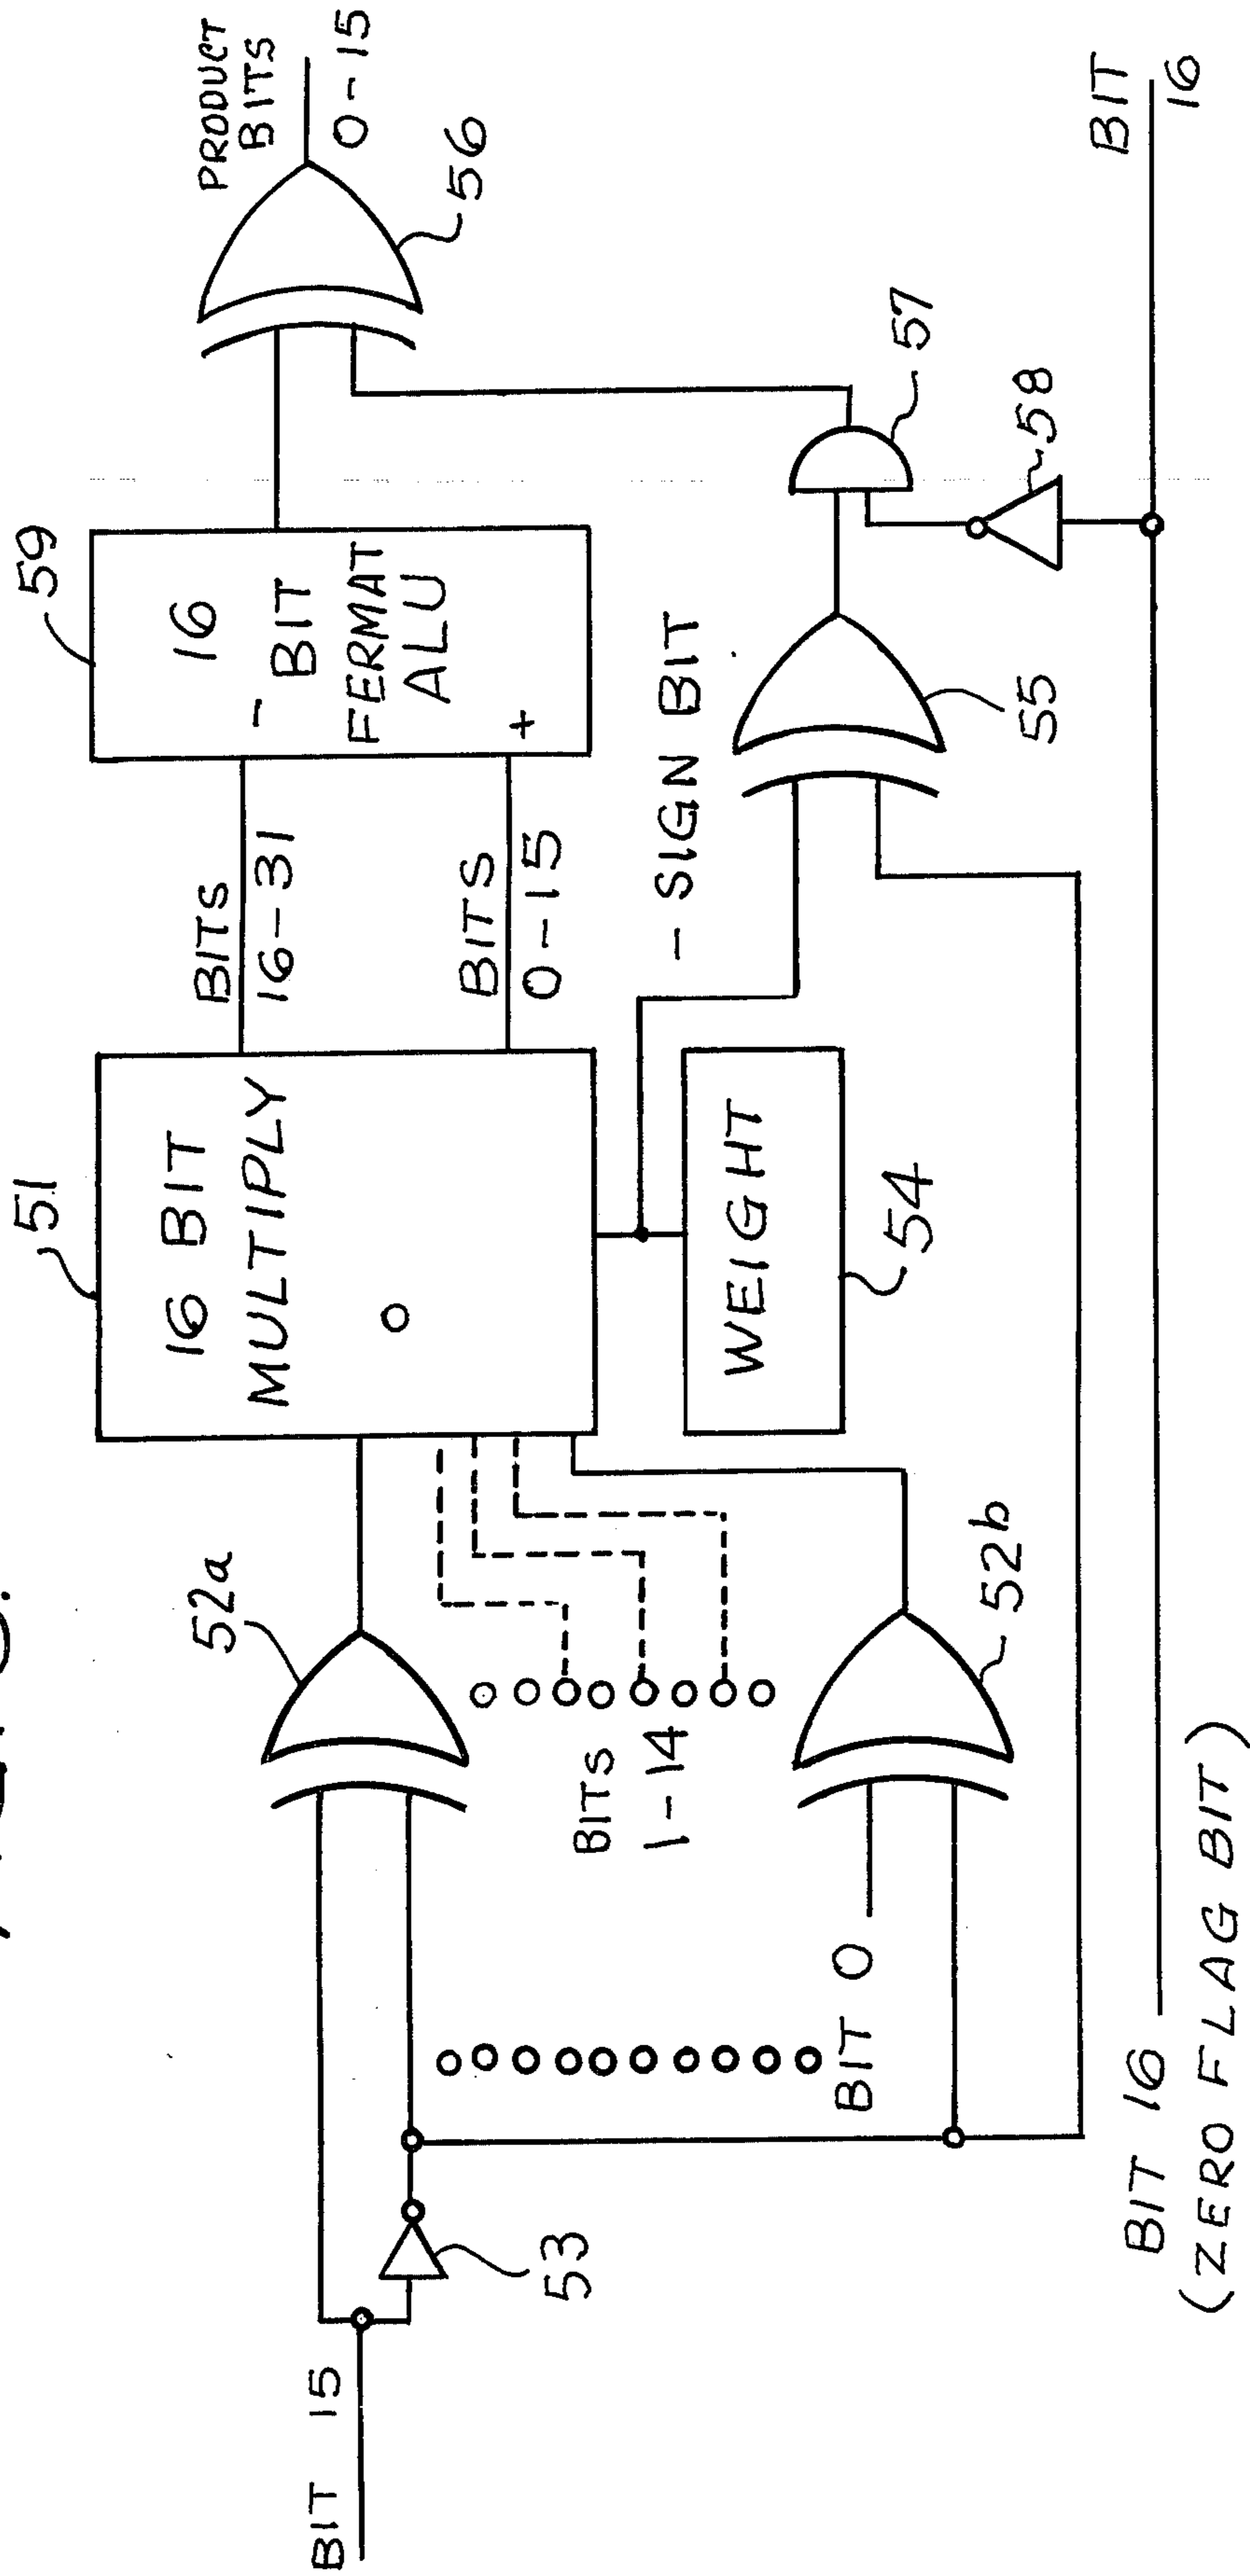 51
59
16 BIT
MULTIPLY
O
BITS
16-31
BITS
0-15
16
-
BIT
FERMAT
ALU
+
PRODUCT
BITS
0-15
56
52a
BIT 15
53
BITS
1-14
BIT 0
52b
WEIGHT
54
- SIGN BIT
55
57
58
BIT 16
(ZERO FLAG BIT)
BIT
16